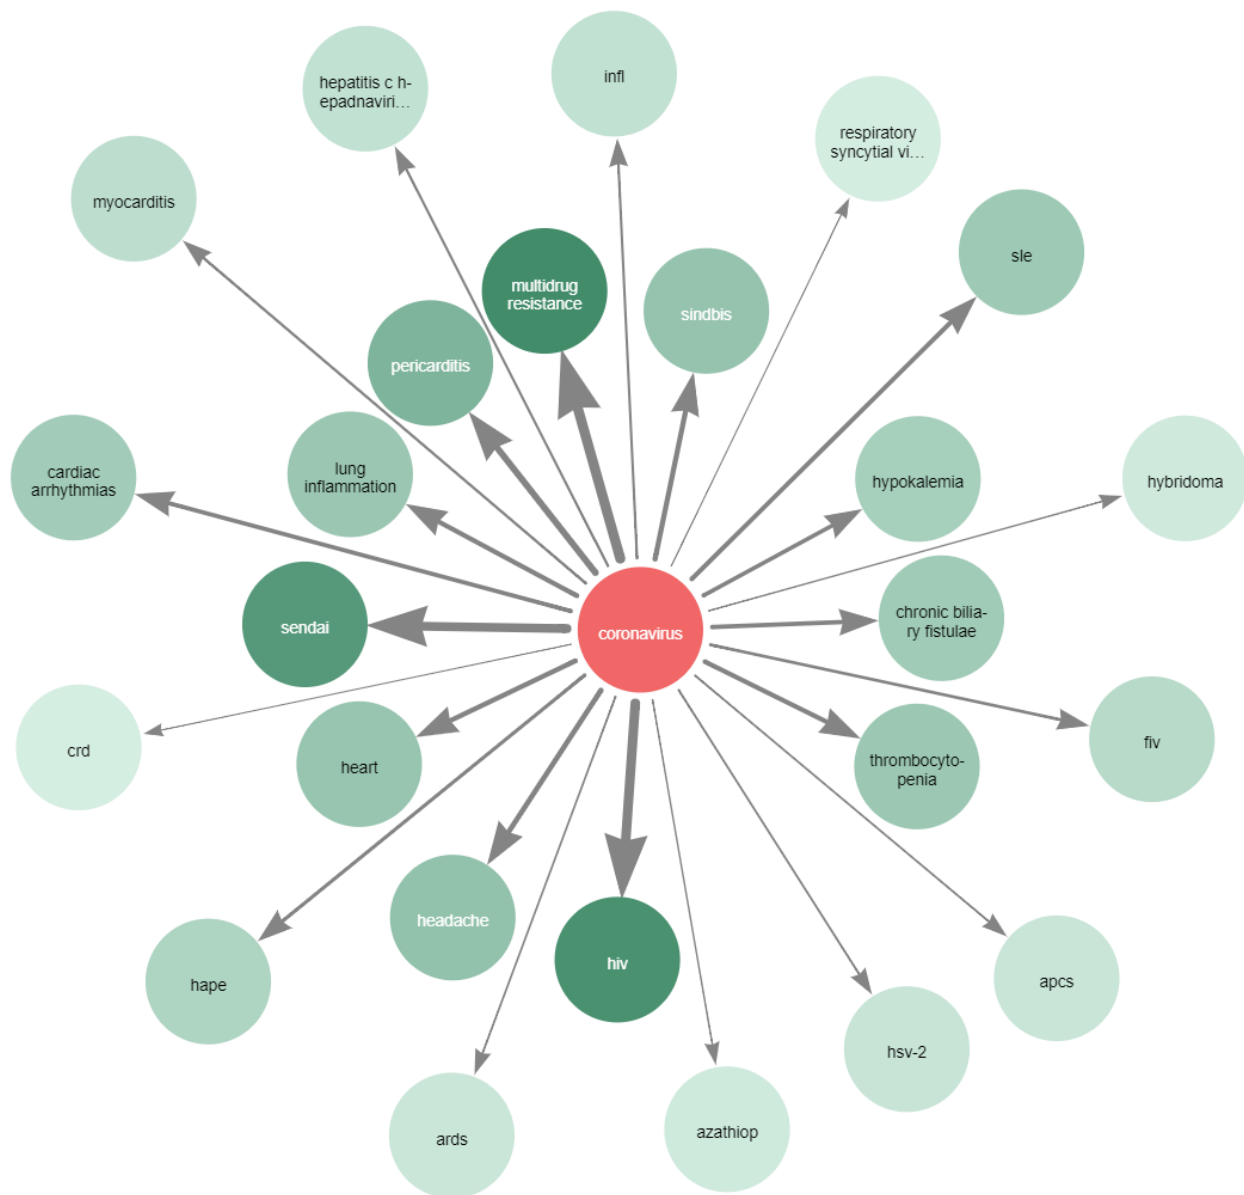 infl
hepatitis c h-
epadnaviri…
respiratory
syncytial vi…
myocarditis
sle
multidrug
resistance
sindbis
pericarditis
cardiac
arrhythmias
lung
inflammation
hypokalemia
hybridoma
sendai
coronavirus
chronic bilia-
ry fistulae
crd
heart
thrombocyto-
penia
fiv
headache
hiv
hape
apcs
hsv-2
ards
azathiop